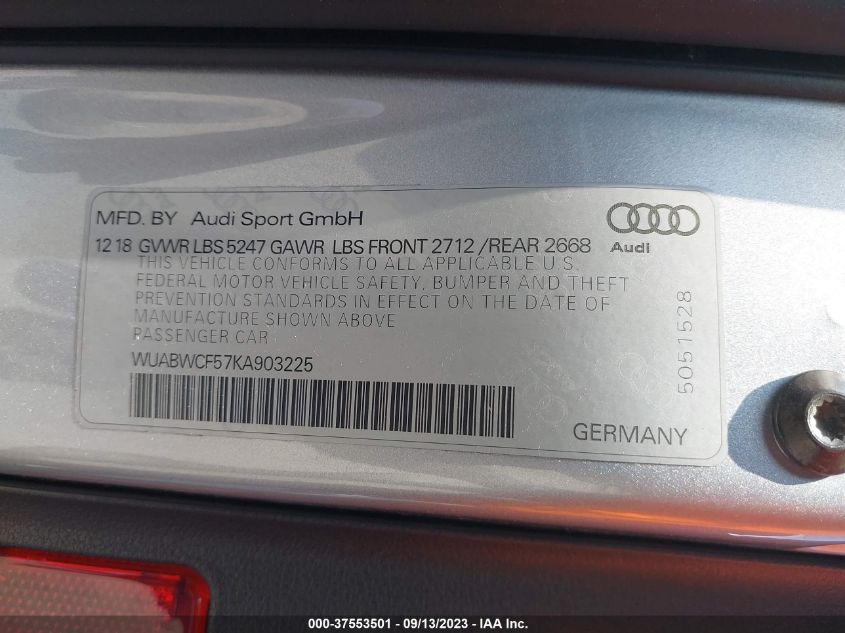 MFD. BY Audi Sport GmbH
12 18 GVWR LBS 5247 GAWR LBS FRONT 2712 /REAR 2668
Audi
THIS VEHICLE CONFORMS TO ALL APPLICABLE U.S.
FEDERAL MOTOR VEHICLE SAFETY, BUMPER AND THEFT
PREVENTION STANDARDS IN EFFECT ON THE DATE OF
MANUFACTURE SHOWN ABOVE
PASSENGER CAR
WUABWCF57KA903225
5051528
GERMANY
000-37553501 - 09/13/2023 - IAA Inc.